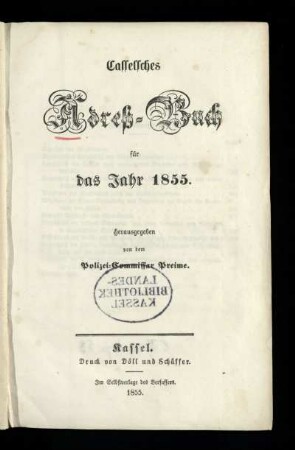 Casselsches
Adreß-Buch
für
das Jahr 1855.
Herausgegeben
von dem
Polizei-Commissar Preime.
LANDES-
BIBLIOTHEK
KASSEL
Kassel.
Druck von Döll und Schäffer.
Im Selbstverlage des Verfassers.
1855.